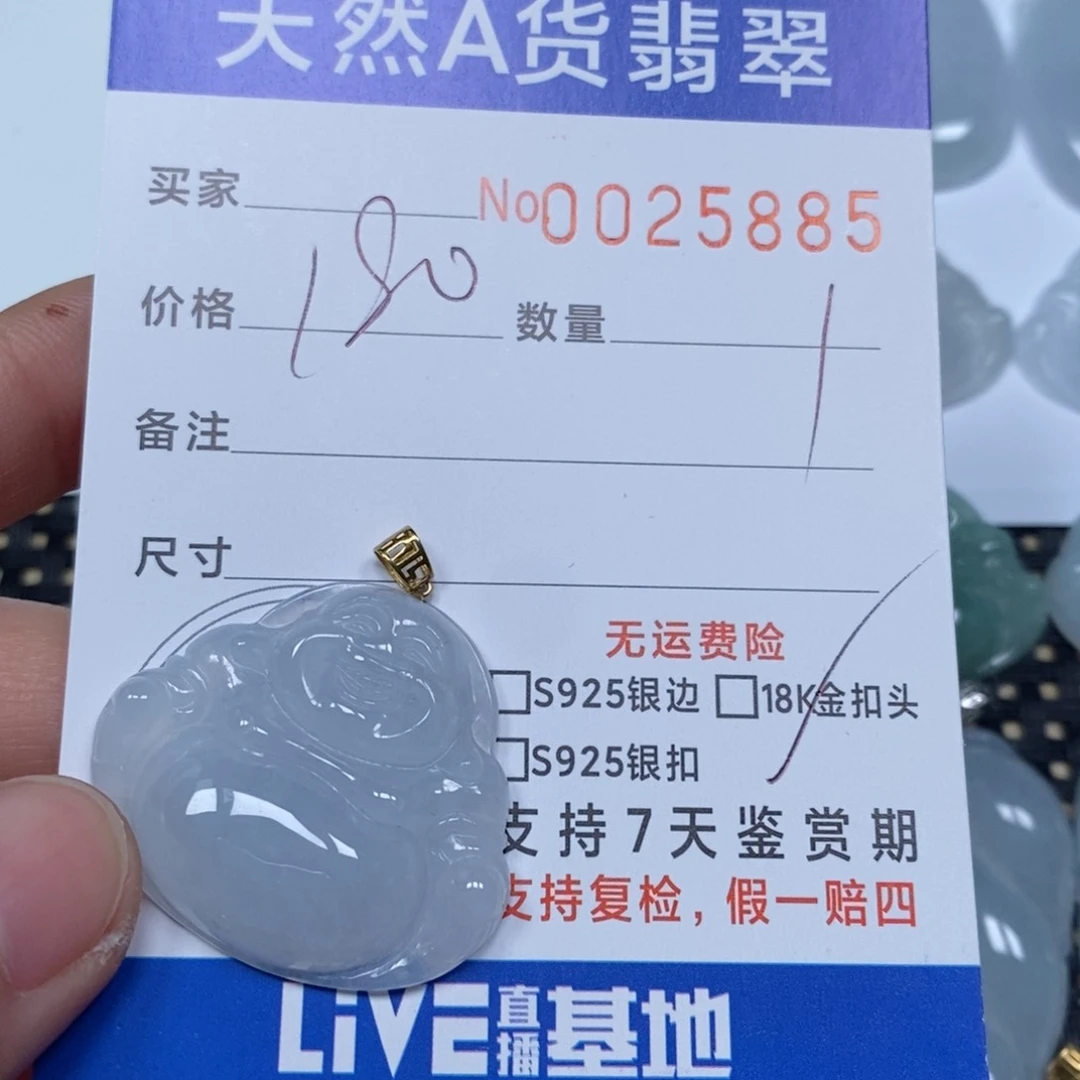 天然A货翡翠
买家 No0025885
价格 180 数量 1
备注
尺寸
无运费险
S925银边 18K金扣头
S925银扣
支持7天鉴赏期
支持复检,假一赔四
LiVE直播基地